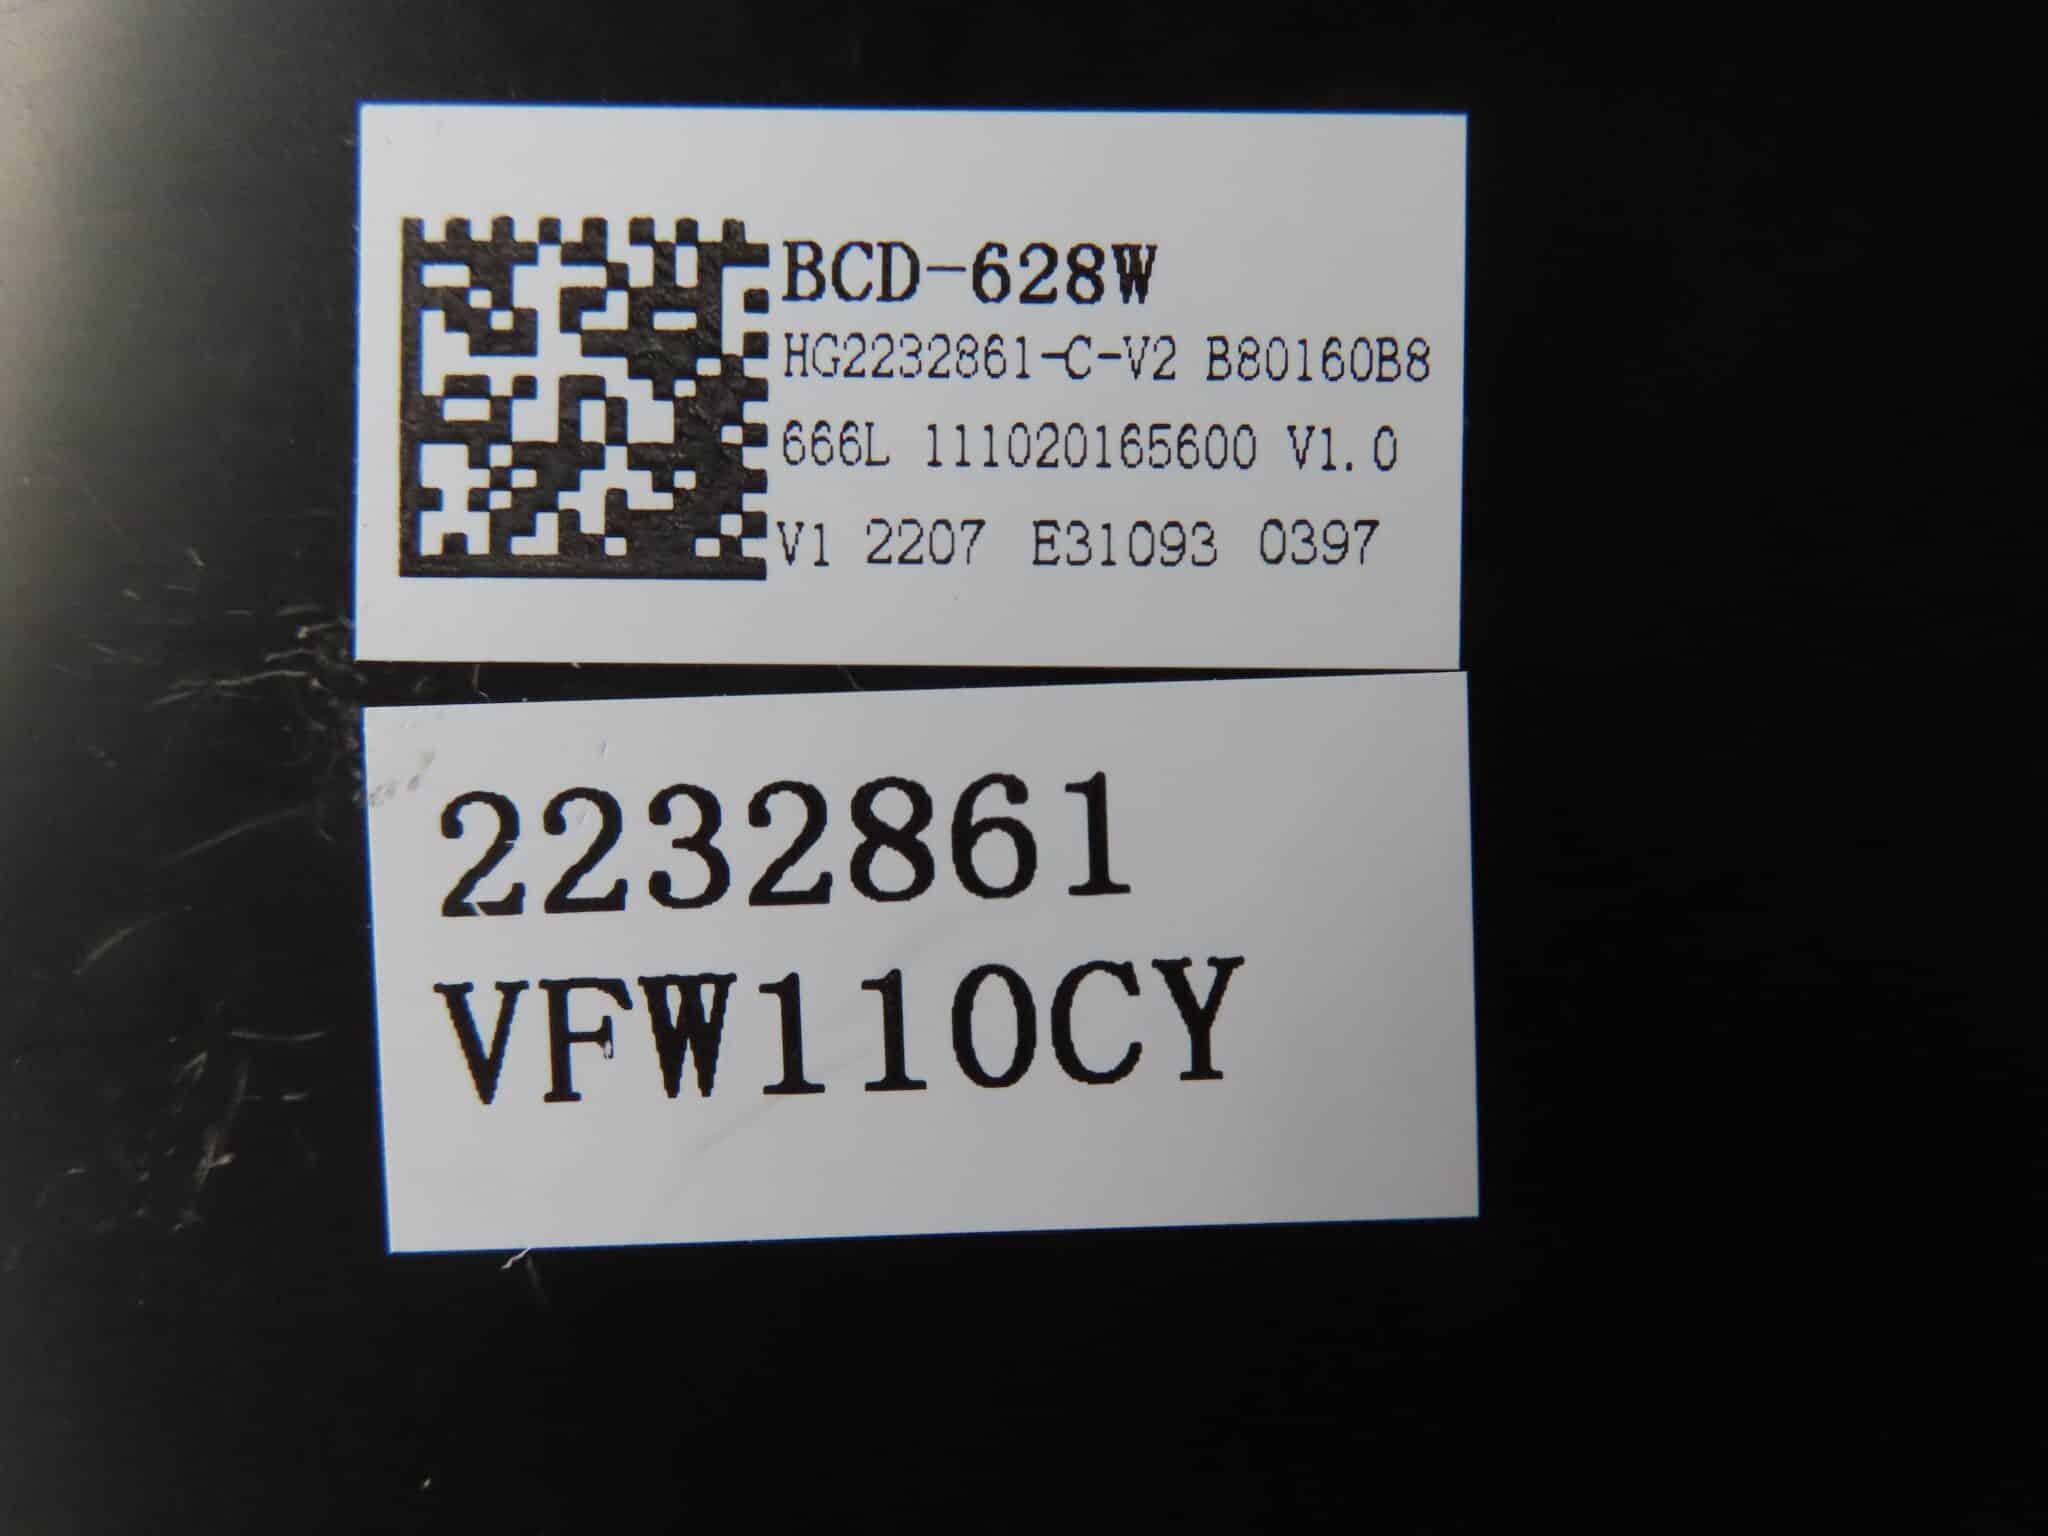 BCD-628W
HG2232861-C-V2 B80160B8
666L 111020165600 V1.0
V1 2207 E31093 0397
2232861
VFW110CY